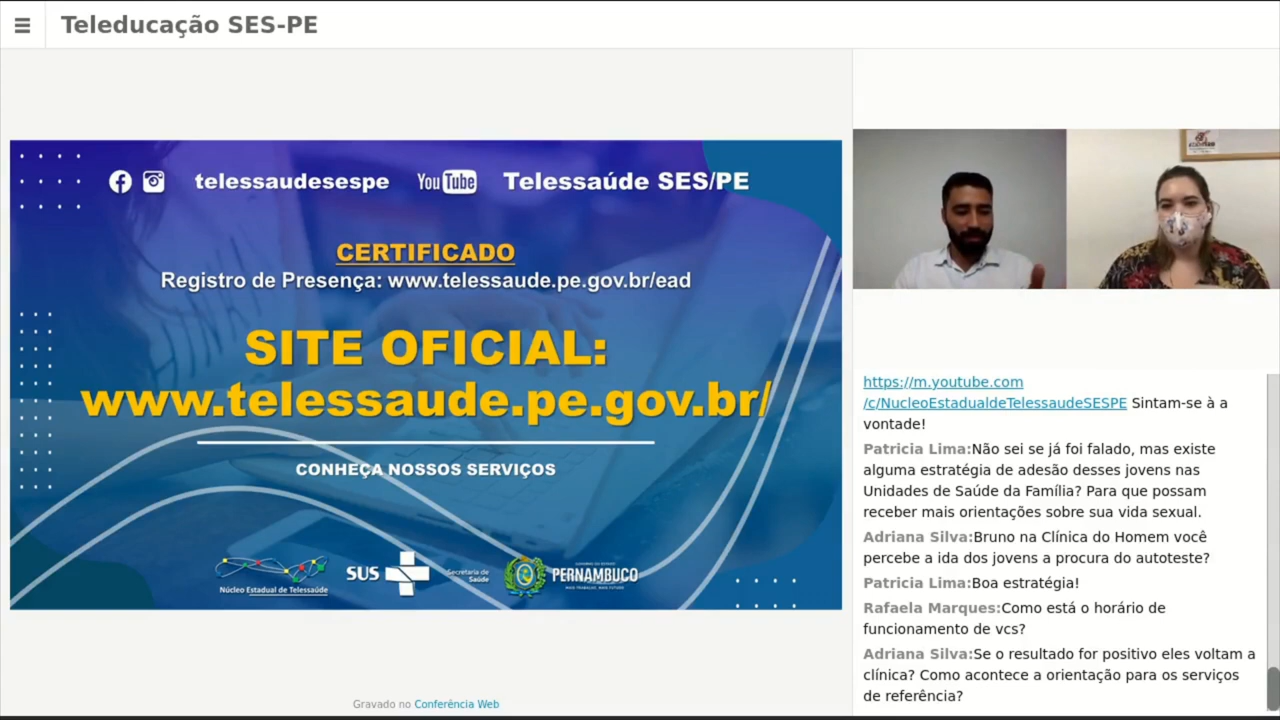 Teleducação SES-PE
telessaudesespe
YouTube
Telessaúde SES/PE
CERTIFICADO
Registro de Presença: www.telessaude.pe.gov.br/ead
SITE OFICIAL:
www.telessaude.pe.gov.br/
CONHEÇA NOSSOS SERVIÇOS
Núcleo Estadual de Telessaúde
SUS
Secretaria de
Saúde
PERNAMBUCO
Gravado no Conferência Web
https://m.youtube.com
/c/NucleoEstadualdeTelessaudeSESPE Sintam-se à a
vontade!
Patricia Lima:Não sei se já foi falado, mas existe
alguma estratégia de adesão desses jovens nas
Unidades de Saúde da Família? Para que possam
receber mais orientações sobre sua vida sexual.
Adriana Silva:Bruno na Clínica do Homem você
percebe a ida dos jovens a procura do autoteste?
Patricia Lima:Boa estratégia!
Rafaela Marques:Como está o horário de
funcionamento de vcs?
Adriana Silva:Se o resultado for positivo eles voltam a
clínica? Como acontece a orientação para os serviços
de referência?